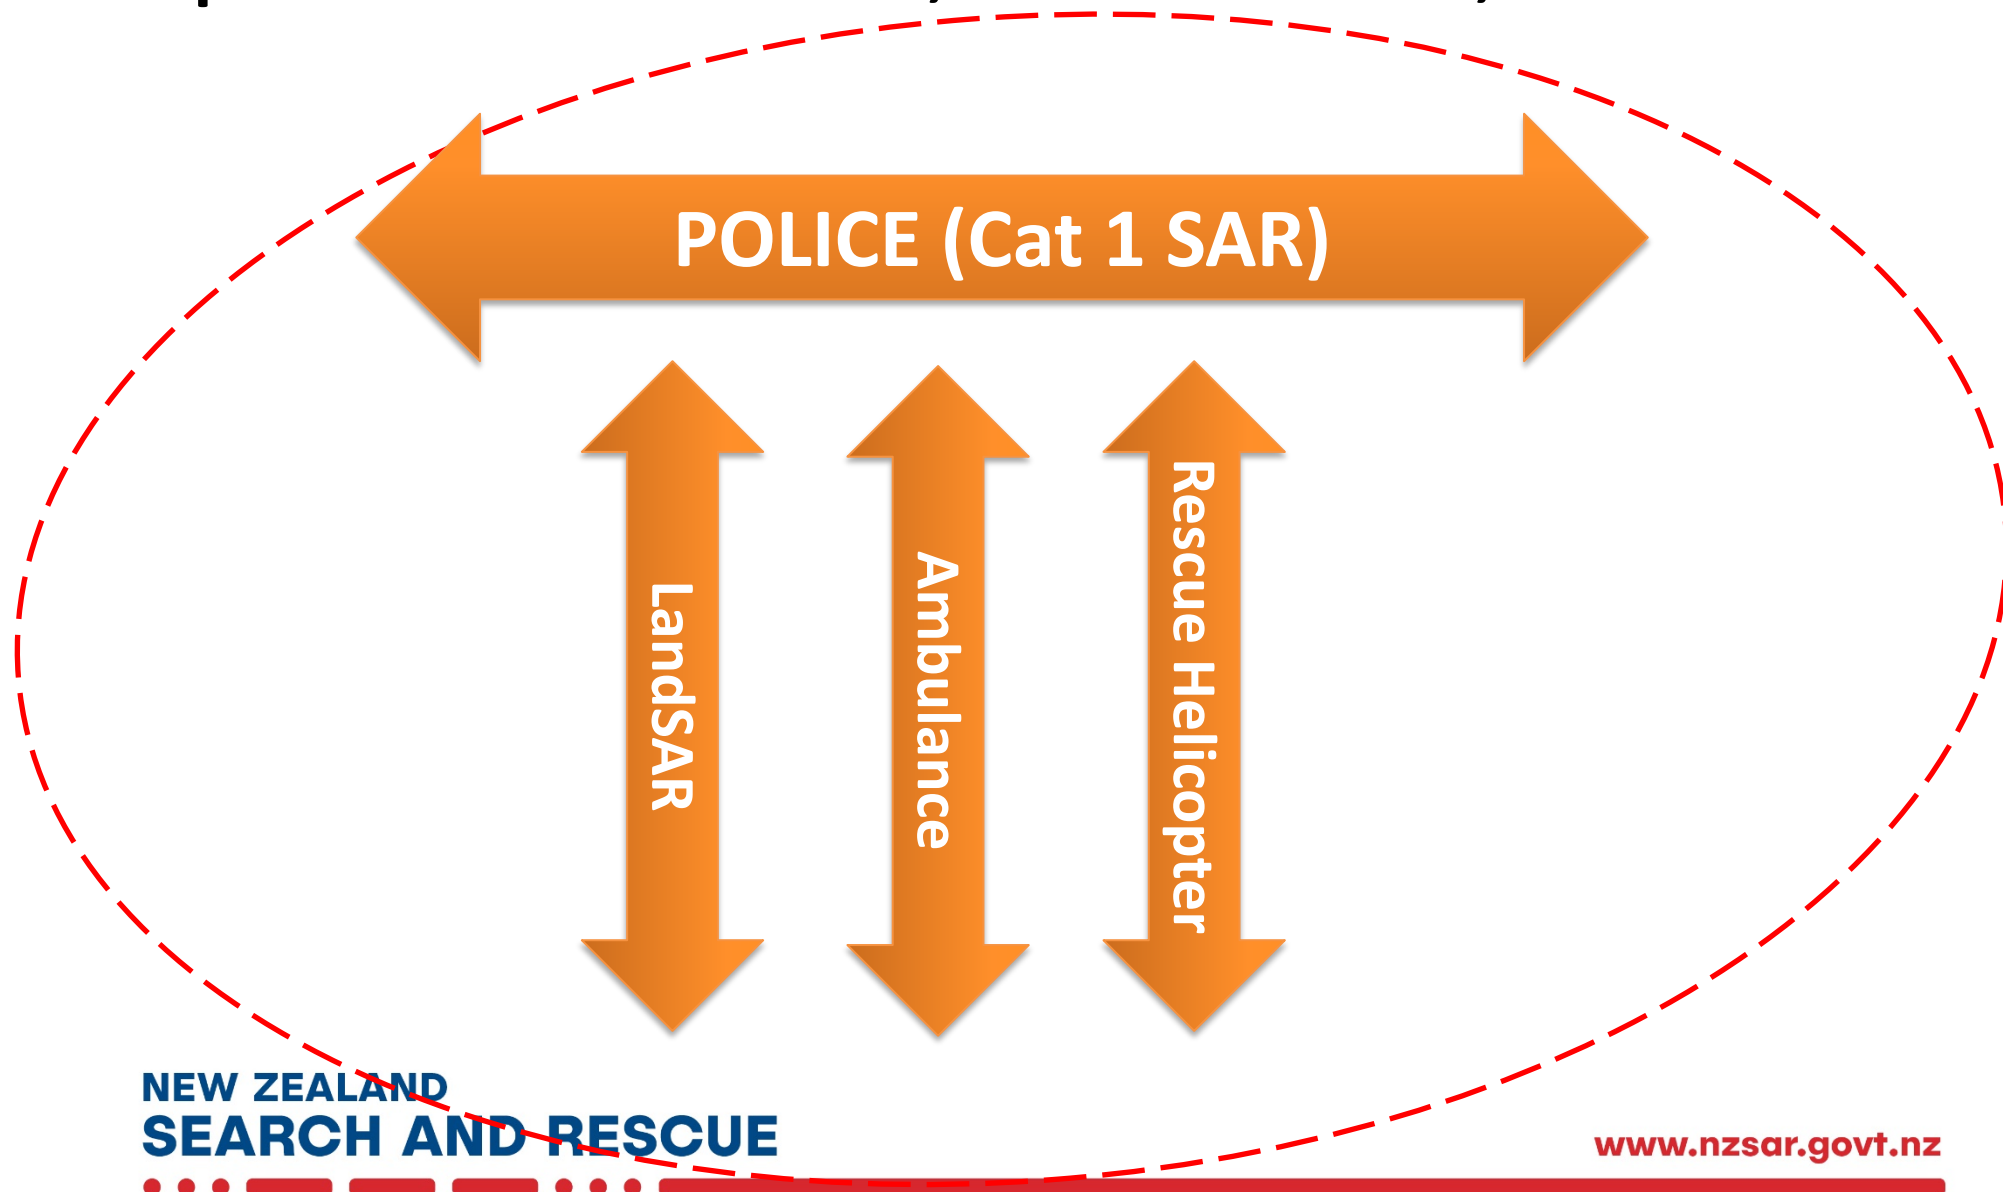 POLICE (Cat 1 SAR)
LandSAR
Ambulance
Rescue Helicopter
NEW ZEALAND
SEARCH AND RESCUE
www.nzsar.govt.nz